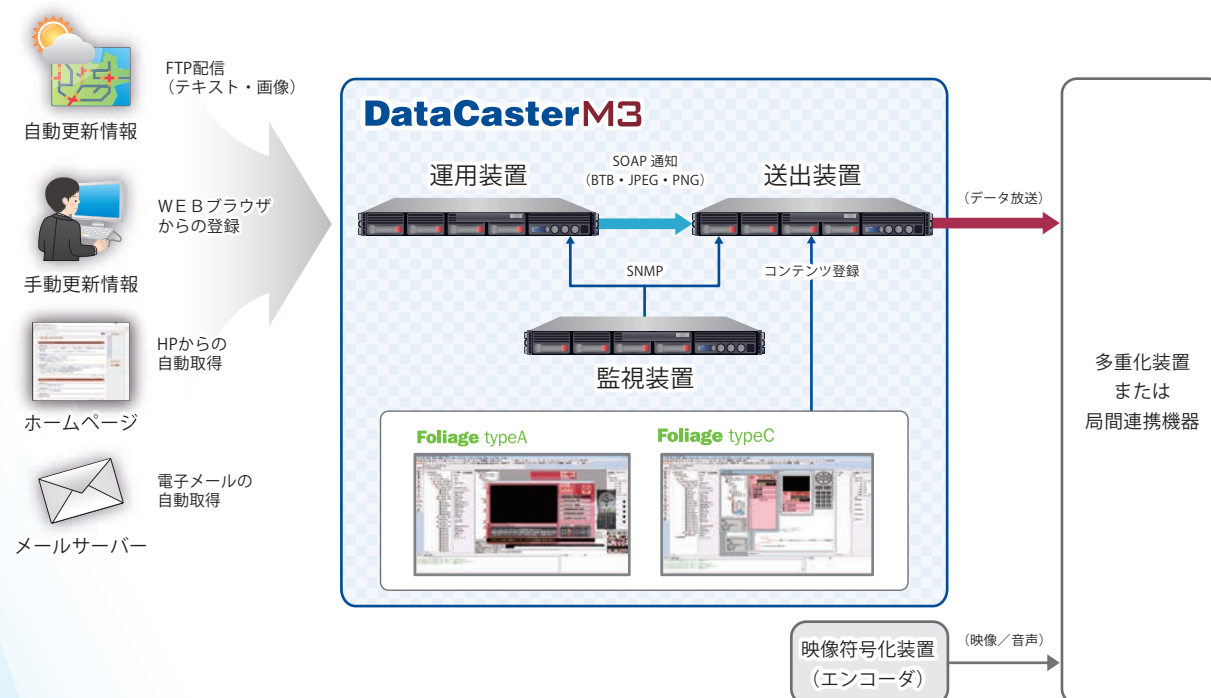 FTP配信
(テキスト・画像)
自動更新情報
WEBブラウザ
からの登録
手動更新情報
HPからの
自動取得
ホームページ
電子メールの
自動取得
メールサーバー
DataCasterM3
運用装置
SOAP 通知
(BTB・JPEG・PNG)
送出装置
SNMP
コンテンツ登録
監視装置
Foliage typeA
Foliage typeC
(データ放送)
多重化装置
または
局間連携機器
映像符号化装置
(エンコーダ)
(映像/音声)